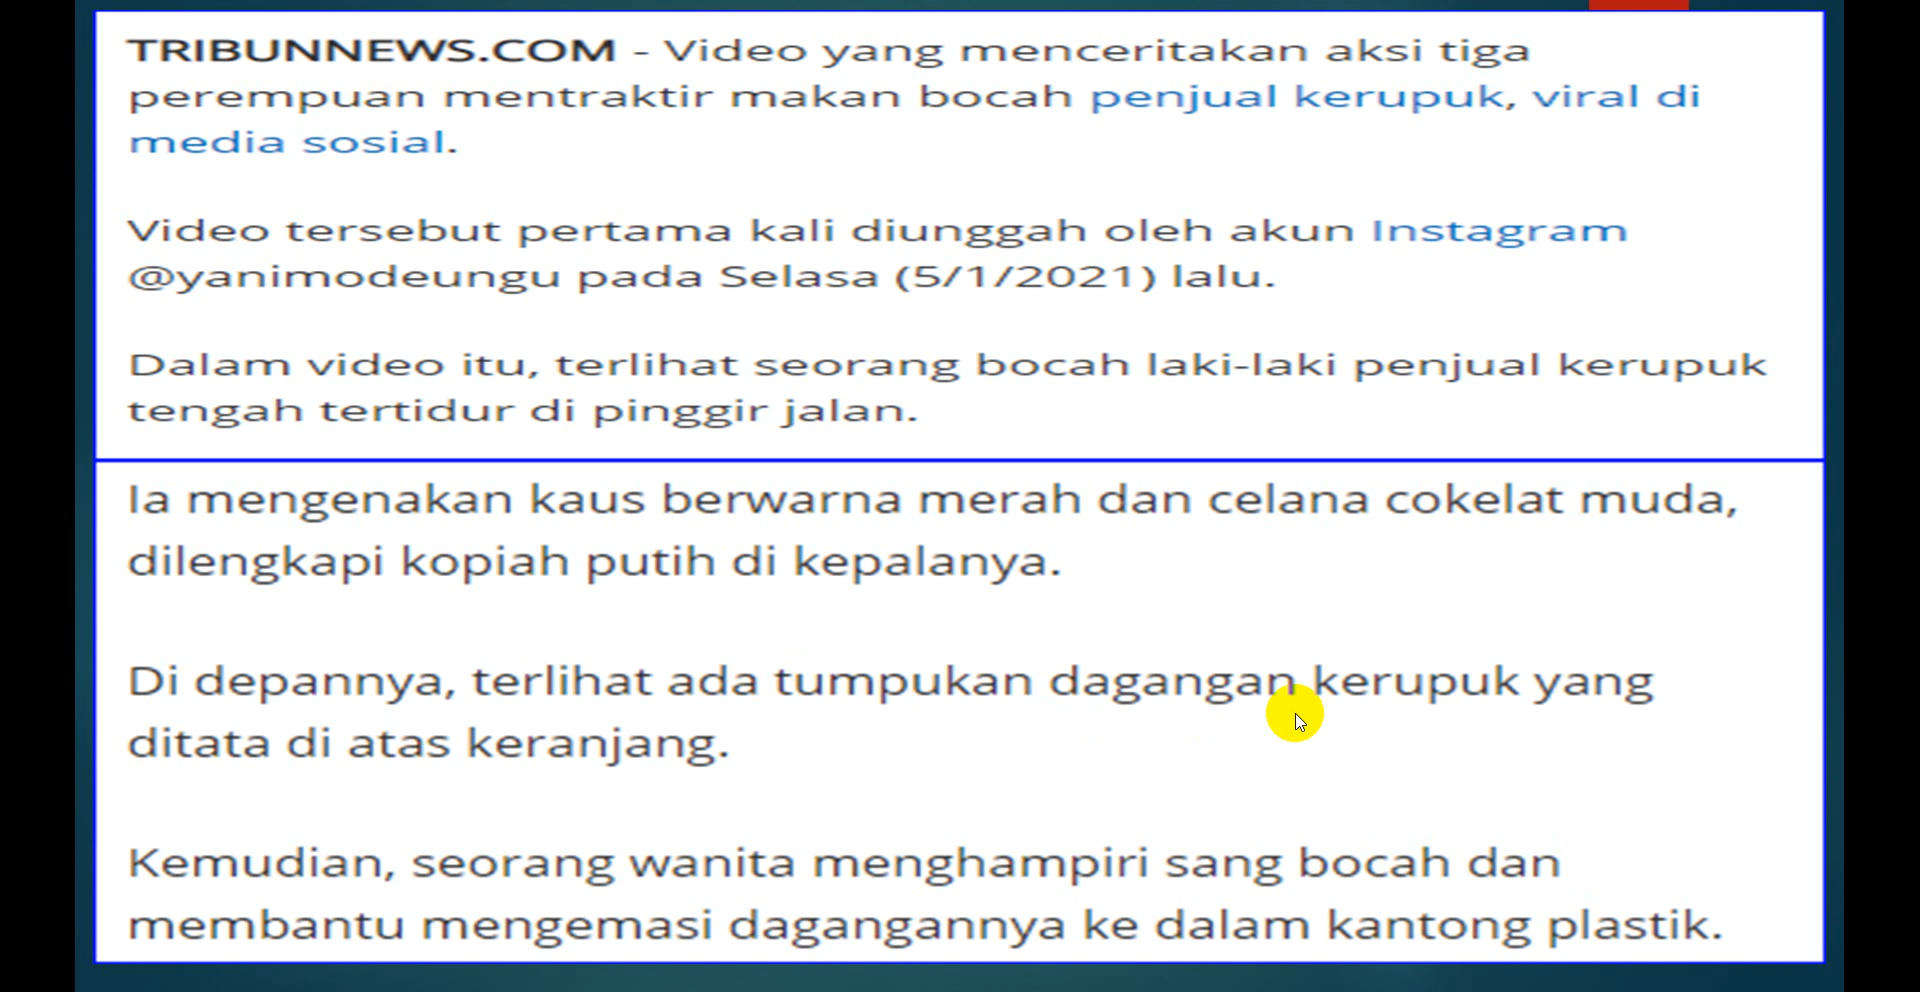 TRIBUNNEWS.COM - Video yang menceritakan aksi tiga
perempuan mentraktir makan bocah penjual kerupuk, viral di
media sosial.
Video tersebut pertama kali diunggah oleh akun Instagram
@yanimodeungu pada Selasa (5/1/2021) lalu.
Dalam video itu, terlihat seorang bocah laki-laki penjual kerupuk
tengah tertidur di pinggir jalan.
Ia mengenakan kaus berwarna merah dan celana cokelat muda,
dilengkapi kopiah putih di kepalanya.
Di depannya, terlihat ada tumpukan dagangan kerupuk yang
ditata di atas keranjang.
Kemudian, seorang wanita menghampiri sang bocah dan
membantu mengemasi dagangannya ke dalam kantong plastik.